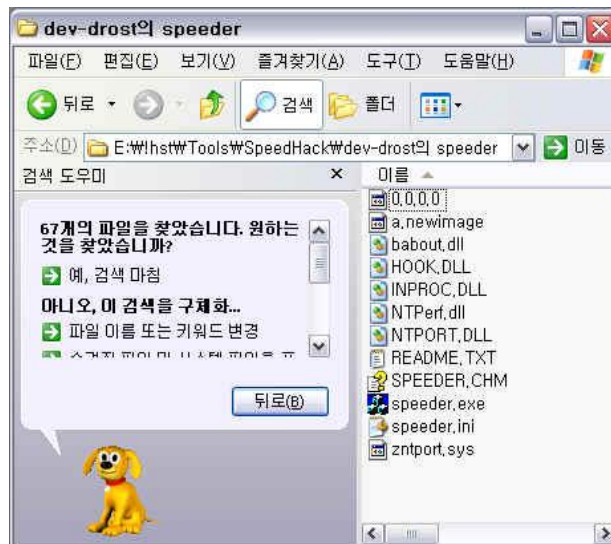 dev-drost의 speeder
파일(F) 편집(E) 보기(V) 즐겨찾기(A) 도구(T) 도움말(H)
뒤로 검색 폴더
주소(D) E:₩lhst₩Tools₩SpeedHack₩dev-drost의 speeder 이동
검색 도우미
67개의 파일을 찾았습니다. 원하는
것을 찾았습니까?
예, 검색 마침
아니오, 이 검색을 구체화...
파일 이름 또는 키워드 변경
뒤로(B)
이름
0.0.0.0
a.newimage
babout.dll
HOOK.DLL
INPROC.DLL
NTPerf.dll
NTPORT.DLL
README.TXT
SPEEDER.CHM
speeder.exe
speeder.ini
zntport.sys